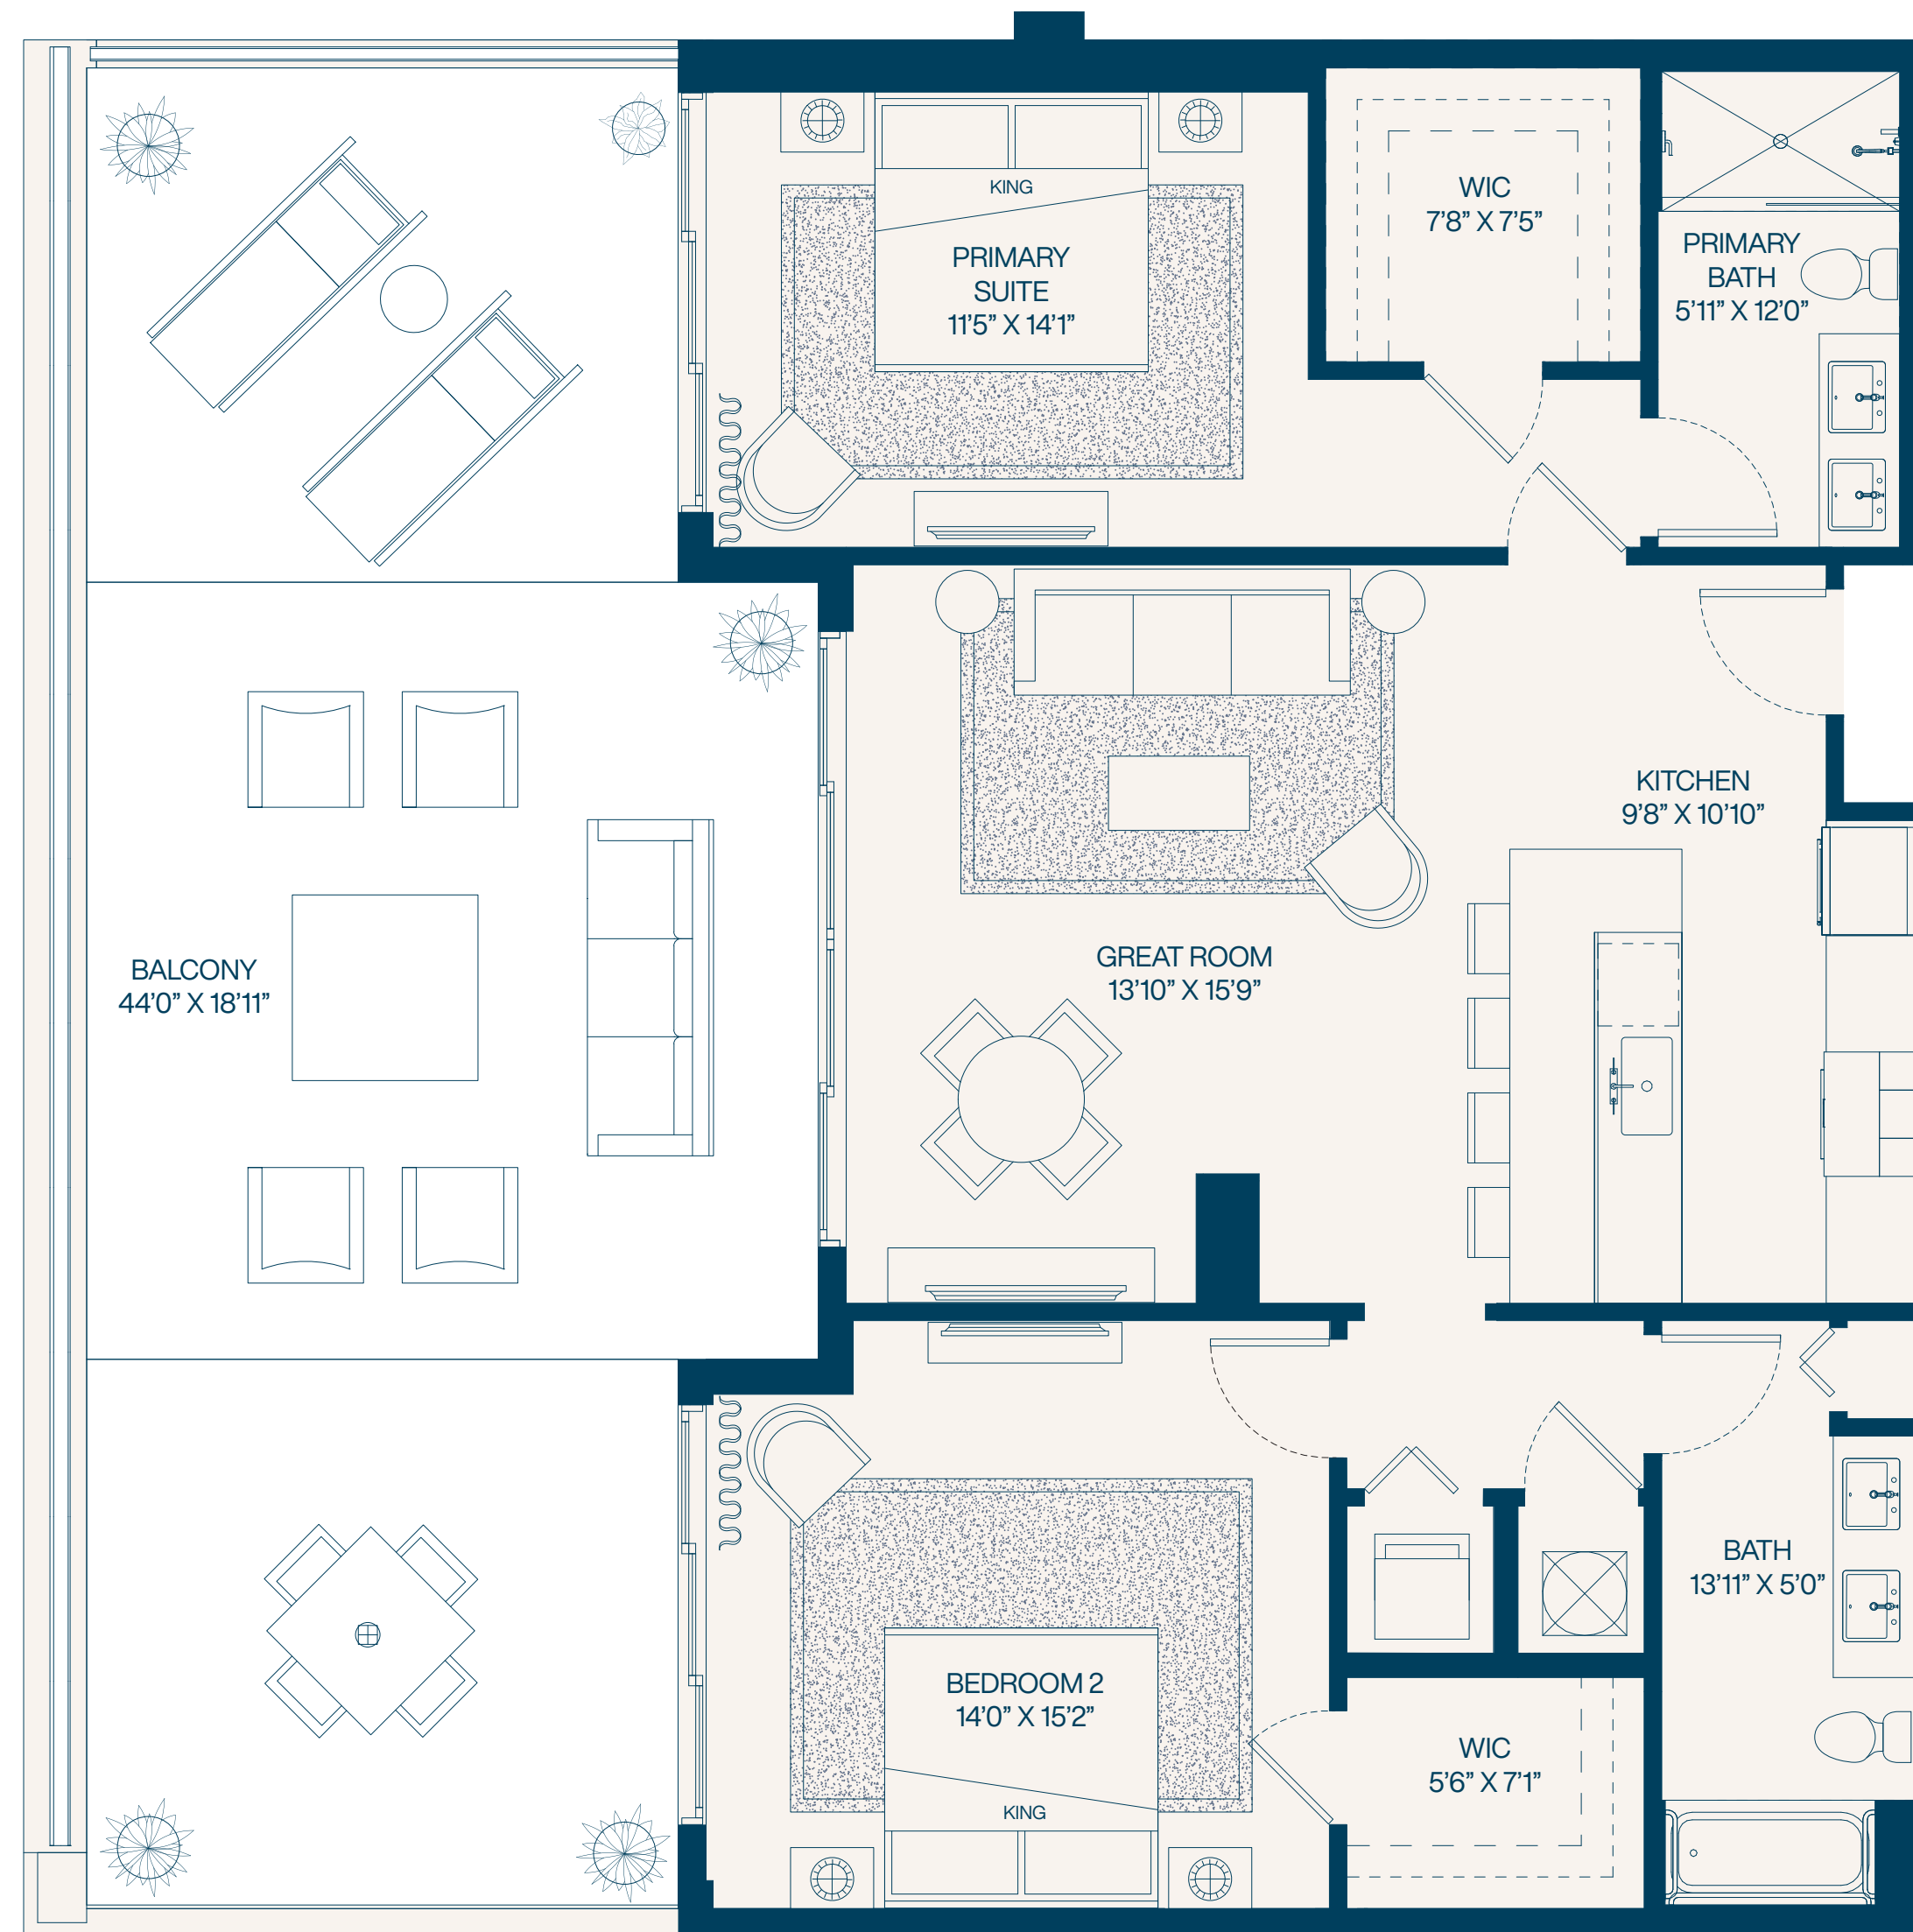 KING
PRIMARY
SUITE
11'5” X 14'1”
WIC
7'8” X 7'5”
PRIMARY
BATH
5'11” X 12'0”
KITCHEN
9'8” X 10'10”
GREAT ROOM
13'10” X 15'9”
BALCONY
44'0” X 18'11”
BATH
13'11” X 5'0”
BEDROOM 2
14'0” X 15'2”
KING
WIC
5'6” X 7'1”